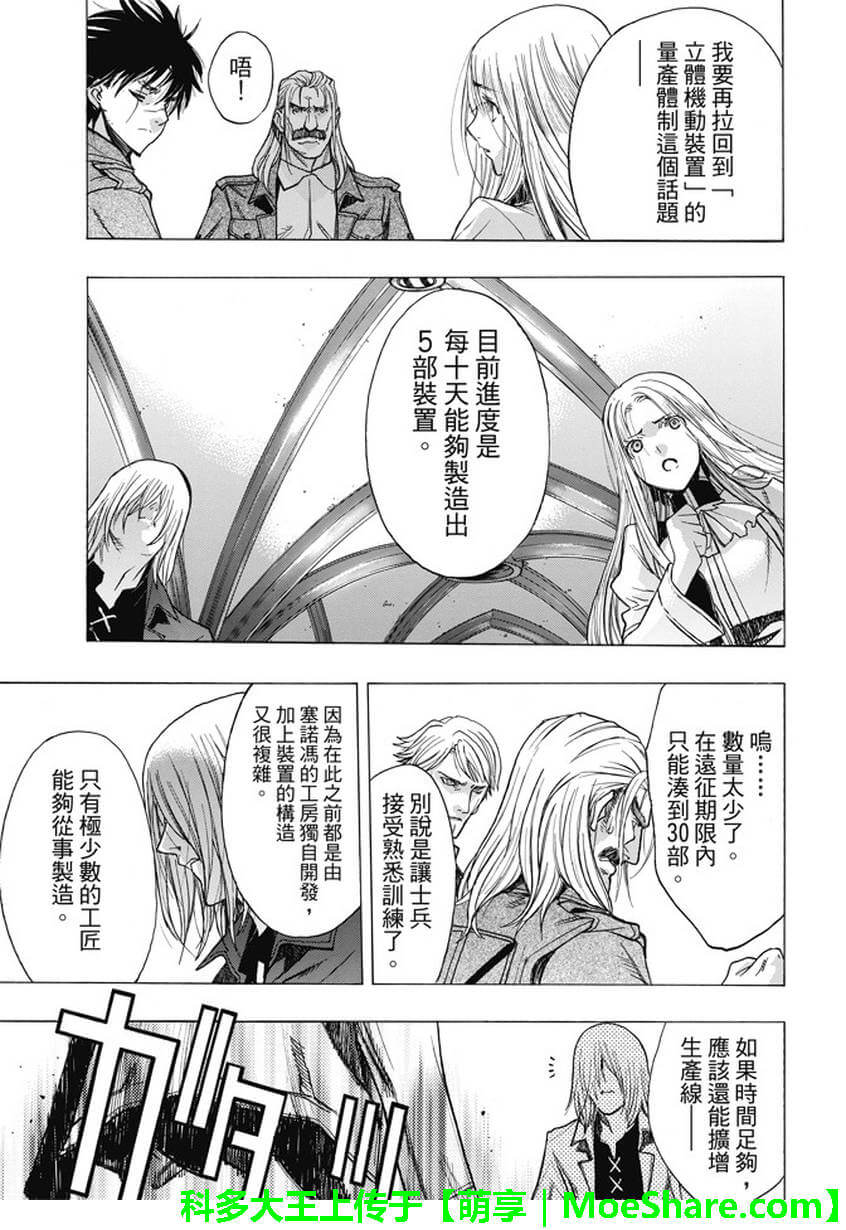 我要再拉回到「
立體機動裝置」的
量產體制這個話題
——
唔！
目前進度是
每十天能夠製造出
5部裝置。
嗚……
數量太少了。
在遠征期限內
只能湊到30部。
別說是讓士兵
接受熟悉訓練了。
因為在此之前都是由
塞諾馮的工房獨自開發，
加上裝置的構造
又很複雜。
只有極少數的工匠
能夠從事製造。
如果時間足夠，
應該還能擴增
生產線——
ガタッ
科多大王上传于【萌享/MoeShare.com】